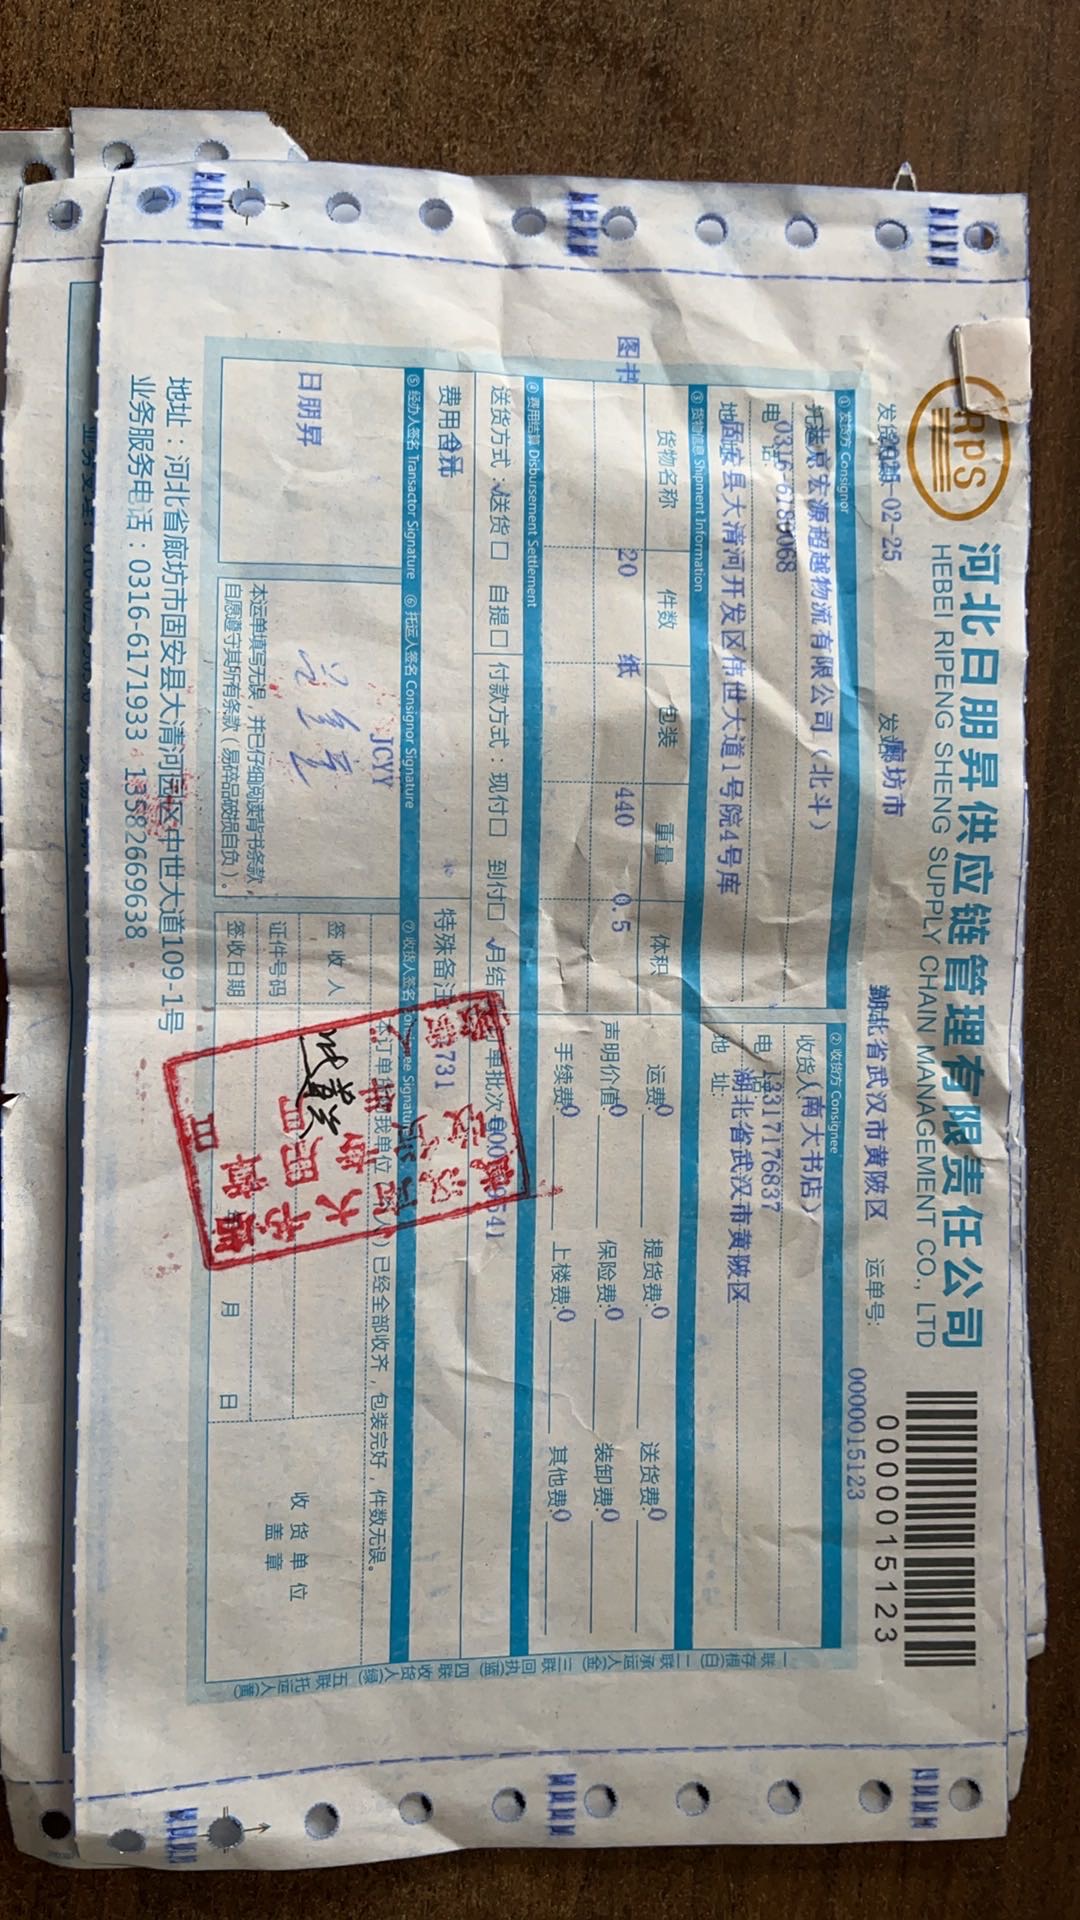 RPS
河北日朋昇供应链管理有限责任公司
HEBEI RIPENG SHENG SUPPLY CHAIN MANAGEMENT CO., LTD
0000015123
发货 2025-02-25 发 廊坊市 湖北省武汉市黄陂区 运单号: 0000015123
① 发货方 Consignor
② 收货方 Consignee
京宏源超越物流有限公司（北斗）
收货人（南大书店）
电 0316-6789068
电 13317176837
地 固安县大清河开发区伟世大道1号院4号库
地址: 湖北省武汉市黄陂区
③ 货物信息 Shipment Information
货物名称 件数 包装 重量 体积
图书 20 纸 440 0.5
运费:0 提货费:0 送货费:0
声明价值:0 保险费:0 装卸费:0
手续费:0 上楼费:0 其他费:0
④ 费用结算 Disbursement Settlement
送货方式：√送货□ 自提□ 付款方式：现付□ 到付□ √月结 单批次
费用合计 特殊备注 731
⑤ 经办人签名 Transactor Signature ⑥ 托运人签名 Consignor Signature ⑦ 收货人签名 Consignee Signature
日朋昇
JCYY
本运单填写无误，并已仔细阅读背书条款，
自愿遵守其所有条款（易碎品破损自负）。
本订单货物我单位（人）已经全部收齐，包装完好，件数无误。
签收人
证件号码
签收日期 年 月 日
收货单位
盖章
一联存根(白) 二联承运人(金) 三联回执(蓝) 四联收货人(绿) 五联托运人(黄)
地址：河北省廊坊市固安县大清河园区中世大道109-1号
业务服务电话：0316-6171933 13582669638